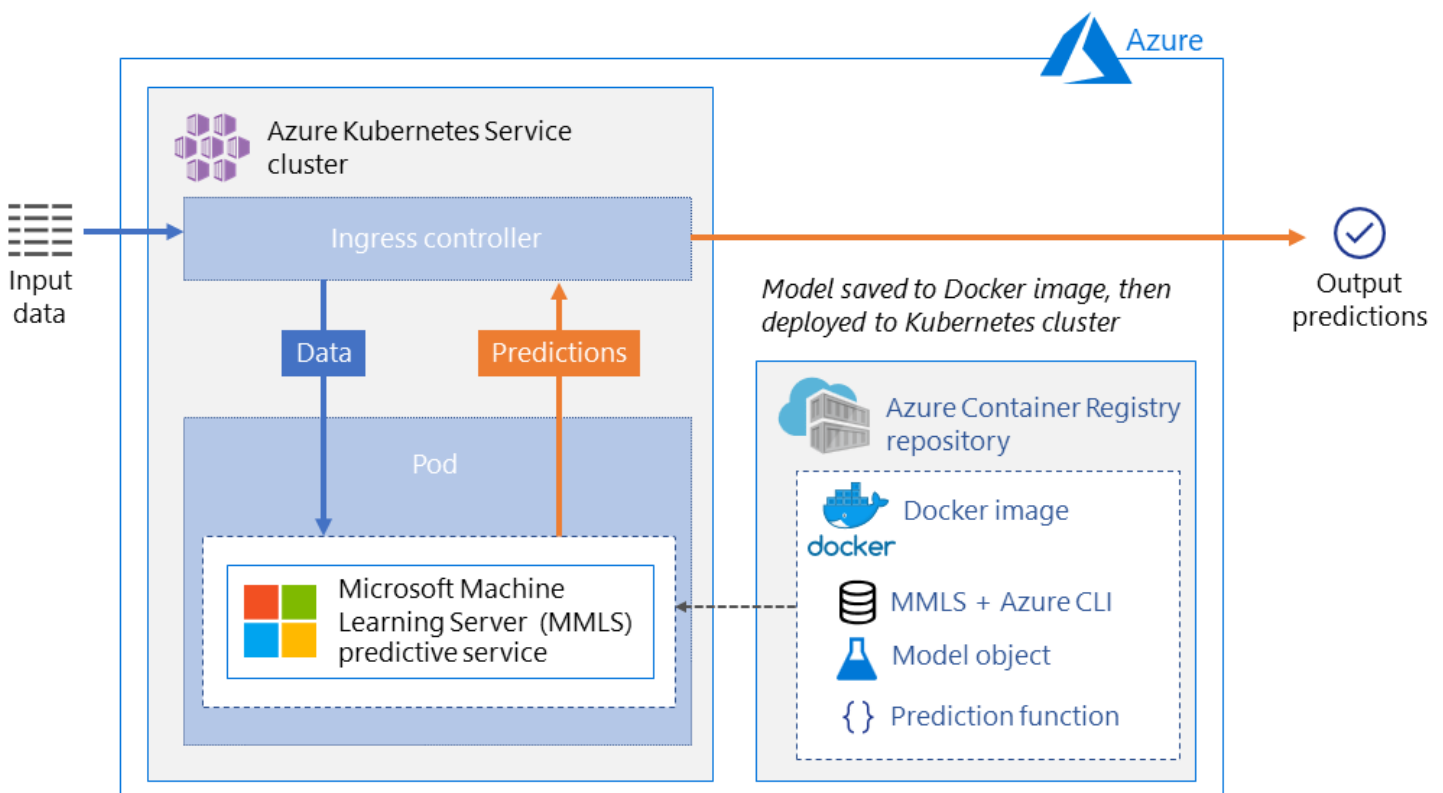 Azure
Azure Kubernetes Service
cluster
Ingress controller
Input
data
Output
predictions
Model saved to Docker image, then
deployed to Kubernetes cluster
Data
Predictions
Pod
Microsoft Machine
Learning Server (MMLS)
predictive service
Azure Container Registry
repository
Docker image
docker
MMLS + Azure CLI
Model object
{ } Prediction function